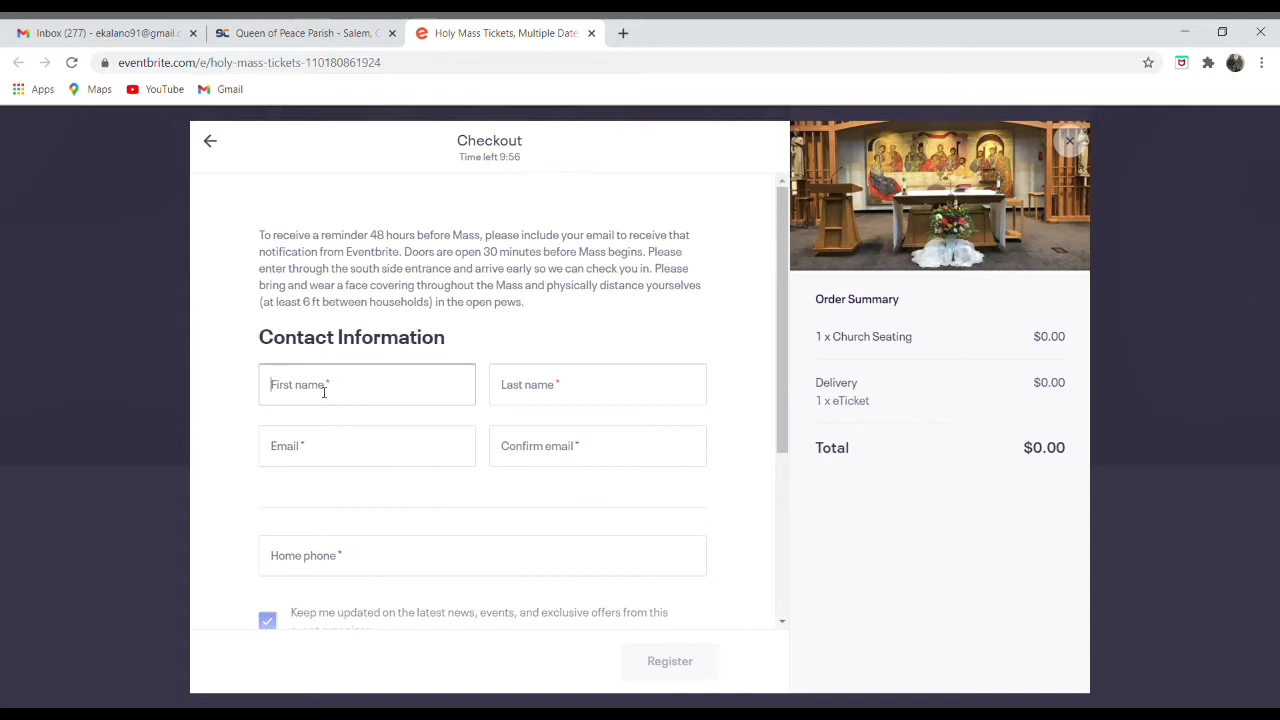 Inbox (277) - ekalano91@gmail.c
Queen of Peace Parish - Salem,
Holy Mass Tickets, Multiple Date
eventbrite.com/e/holy-mass-tickets-110180861924
Apps
Maps
YouTube
Gmail
Checkout
Time left 9:56
To receive a reminder 48 hours before Mass, please include your email to receive that
notification from Eventbrite. Doors are open 30 minutes before Mass begins. Please
enter through the south side entrance and arrive early so we can check you in. Please
bring and wear a face covering throughout the Mass and physically distance yourselves
(at least 6 ft between households) in the open pews.
Contact Information
First name*
Last name*
Email*
Confirm email*
Home phone*
Keep me updated on the latest news, events, and exclusive offers from this
Register
Order Summary
1 x Church Seating $0.00
Delivery $0.00
1 x eTicket
Total $0.00